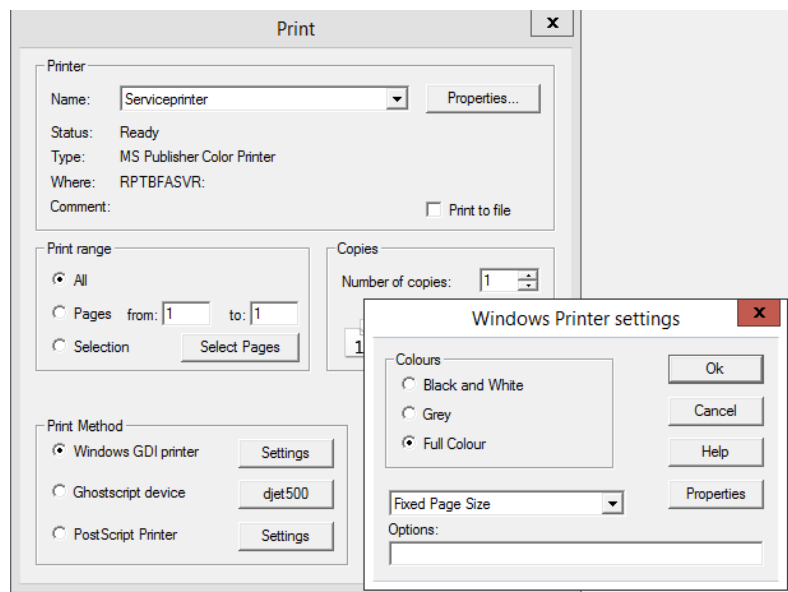 Print
x
Printer
Name: Serviceprinter Properties...
Status: Ready
Type: MS Publisher Color Printer
Where: RPTBFASVR:
Comment: Print to file
Print range
All
Pages from: 1 to: 1
Selection Select Pages
Copies
Number of copies: 1
1
Print Method
Windows GDI printer Settings
Ghostscript device djet500
PostScript Printer Settings
Windows Printer settings
x
Colours
Black and White
Grey
Full Colour
Ok
Cancel
Help
Properties
Fixed Page Size
Options: